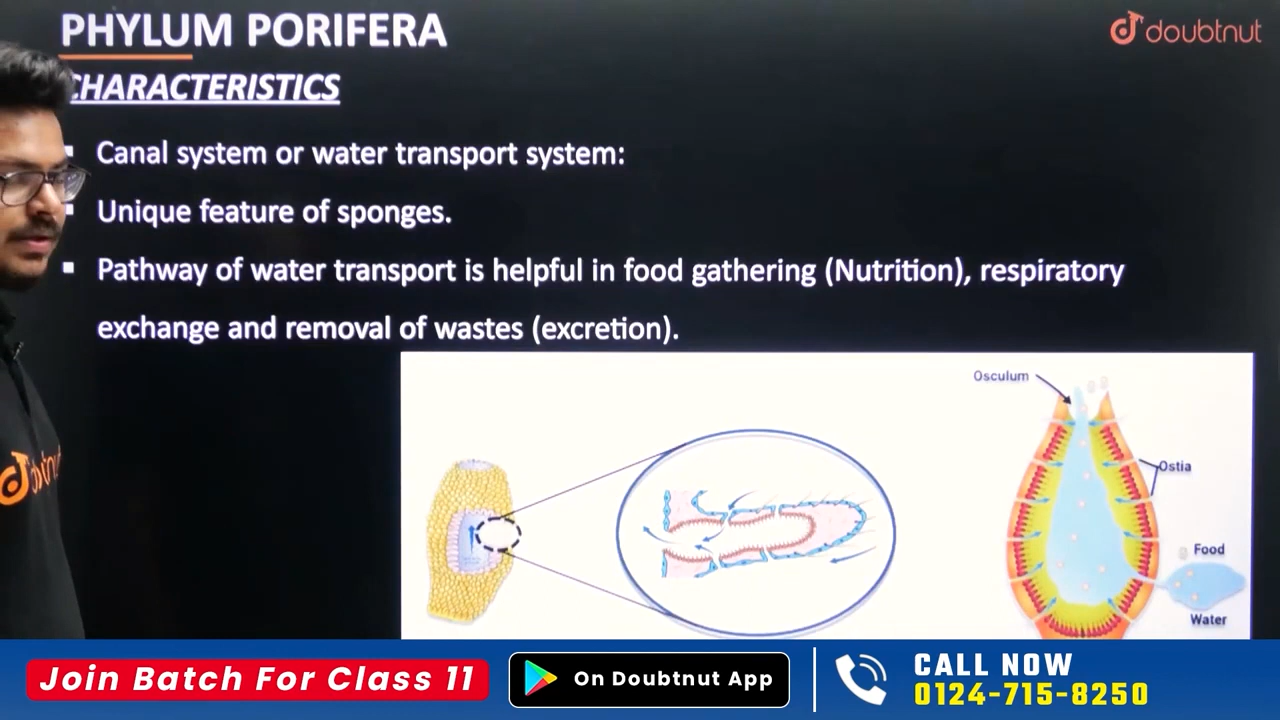 PHYLUM PORIFERA
doubtnut
CHARACTERISTICS
Canal system or water transport system:
Unique feature of sponges.
Pathway of water transport is helpful in food gathering (Nutrition), respiratory
exchange and removal of wastes (excretion).
Osculum
Ostia
Food
Water
doubtnut
Join Batch For Class 11
On Doubtnut App
CALL NOW
0124-715-8250